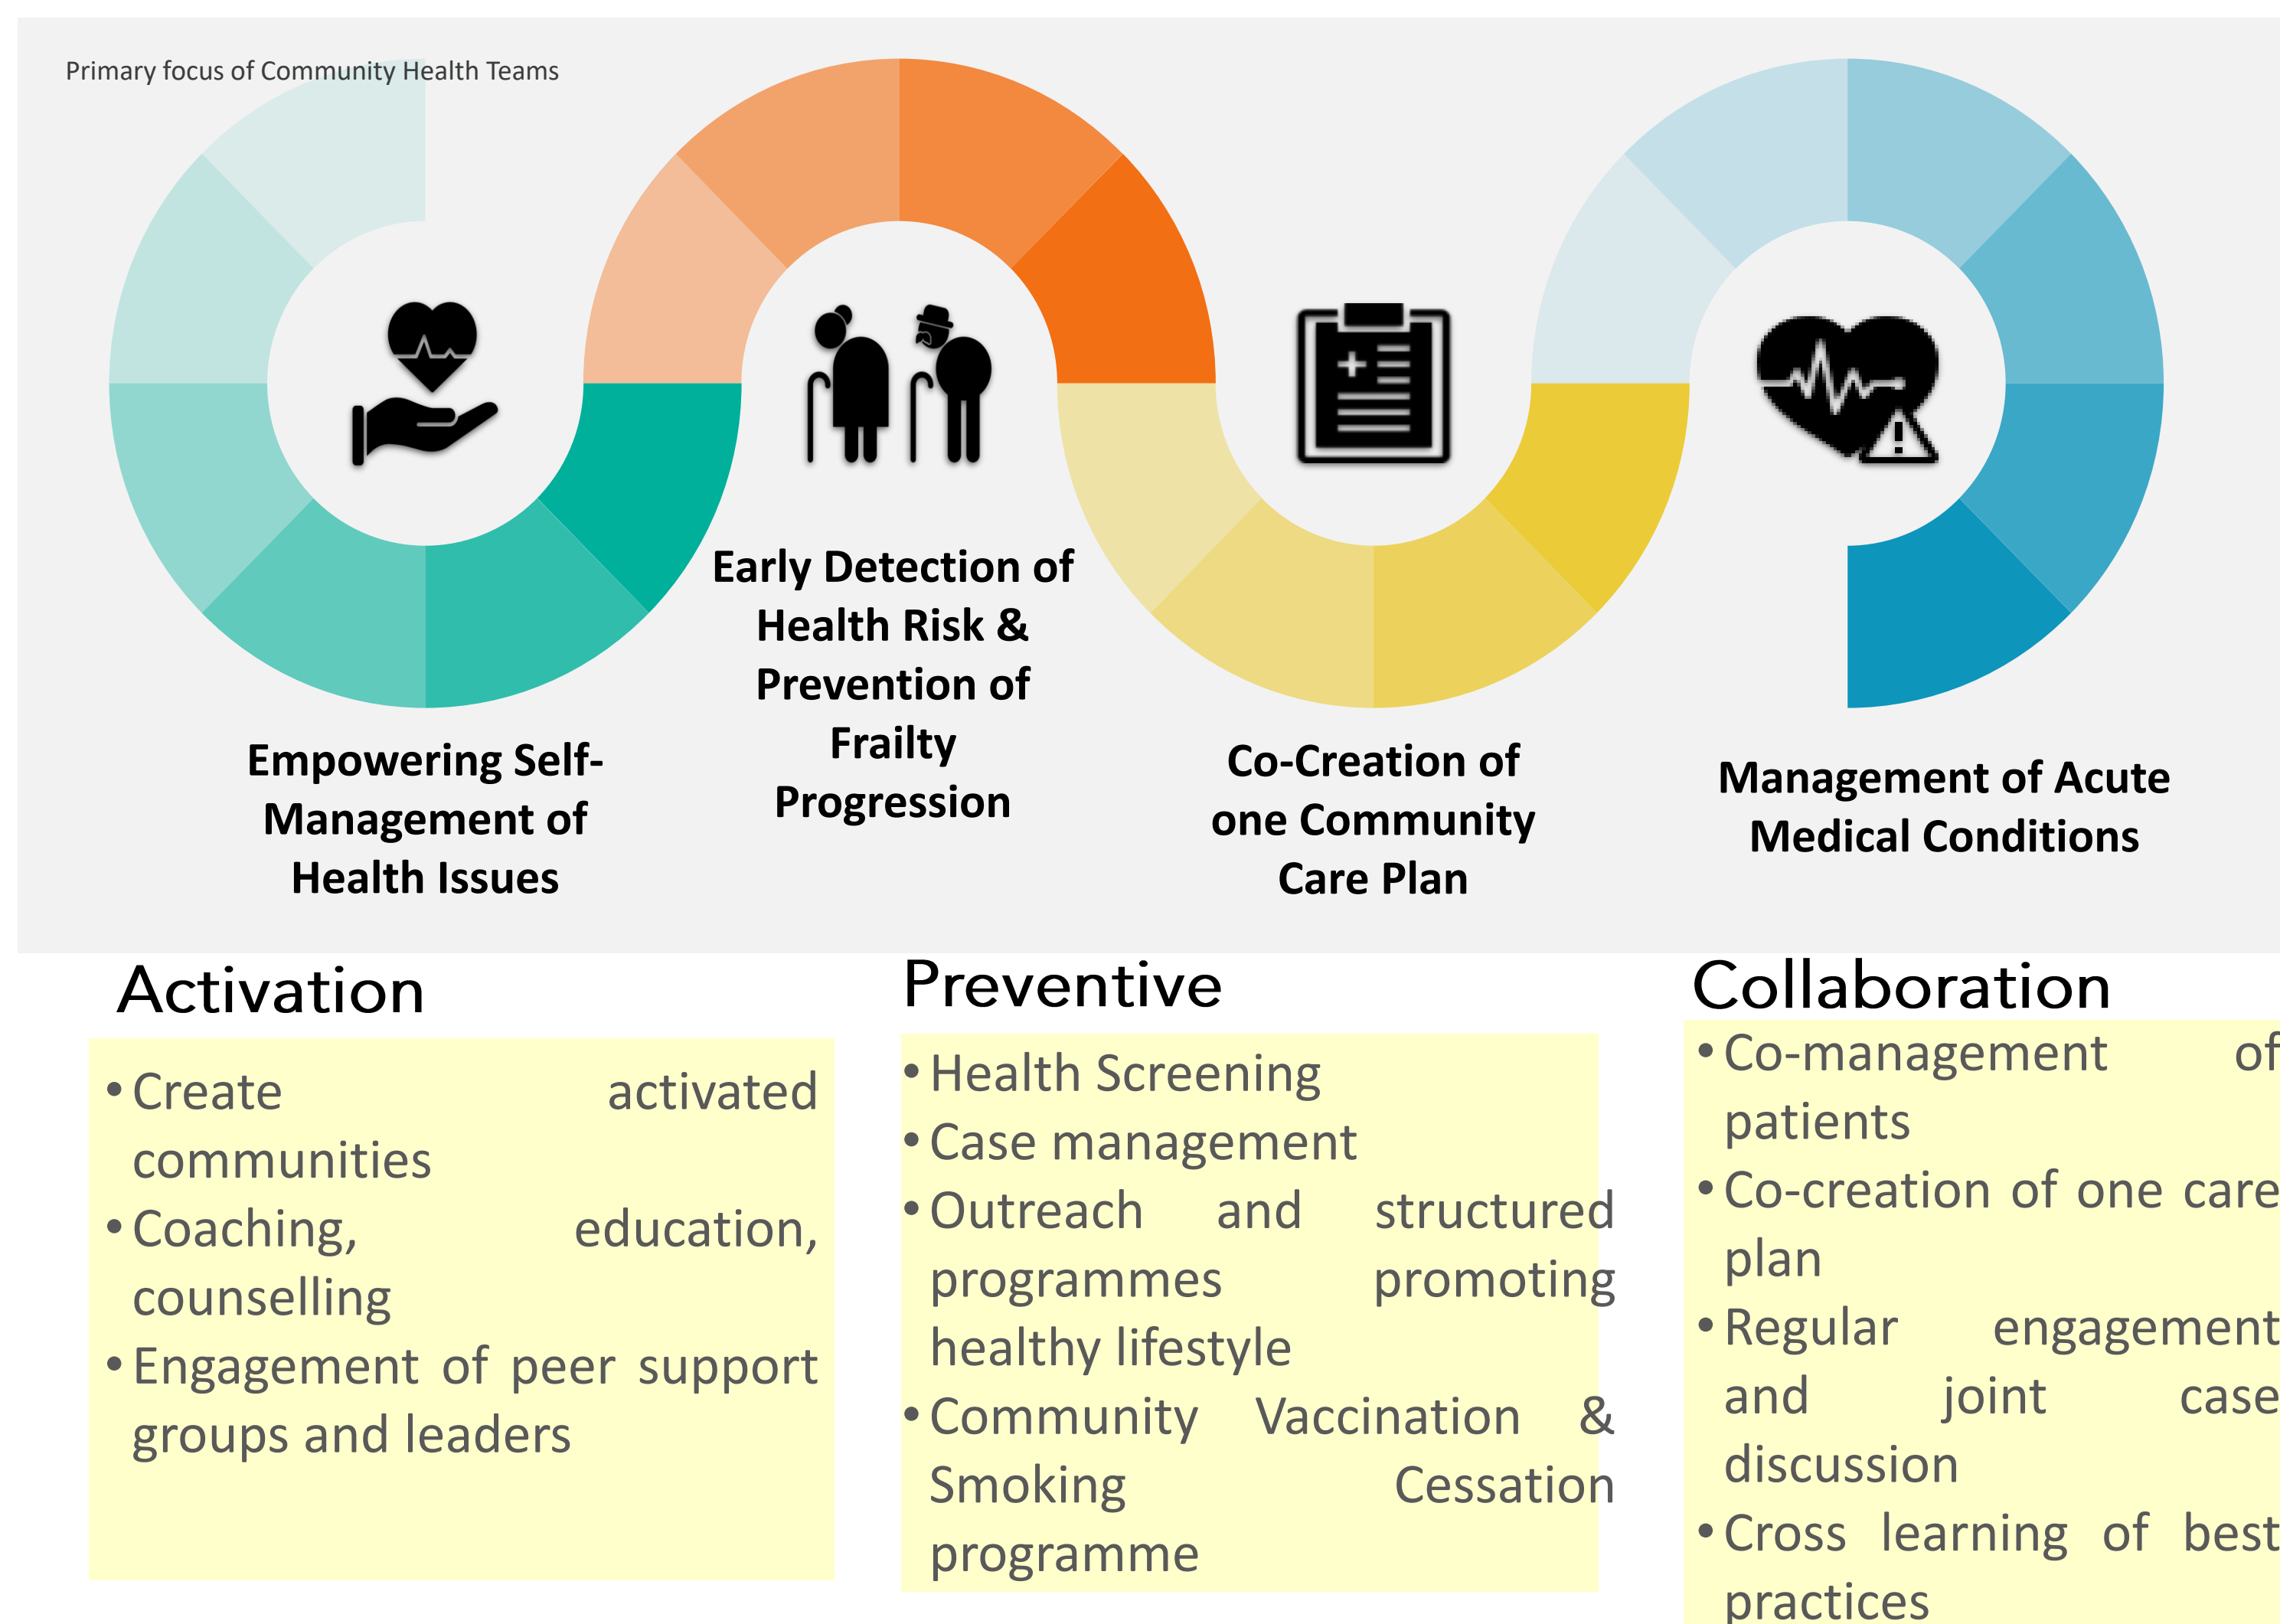 Primary focus of Community Health Teams
Empowering Self-
Management of
Health Issues
Early Detection of
Health Risk &
Prevention of
Frailty
Progression
Co-Creation of
one Community
Care Plan
Management of Acute
Medical Conditions
Activation
• Create activated
communities
• Coaching, education,
counselling
• Engagement of peer support
groups and leaders
Preventive
• Health Screening
• Case management
• Outreach and structured
programmes promoting
healthy lifestyle
• Community Vaccination &
Smoking Cessation
programme
Collaboration
• Co-management of
patients
• Co-creation of one care
plan
• Regular engagement
and joint case
discussion
• Cross learning of best
practices